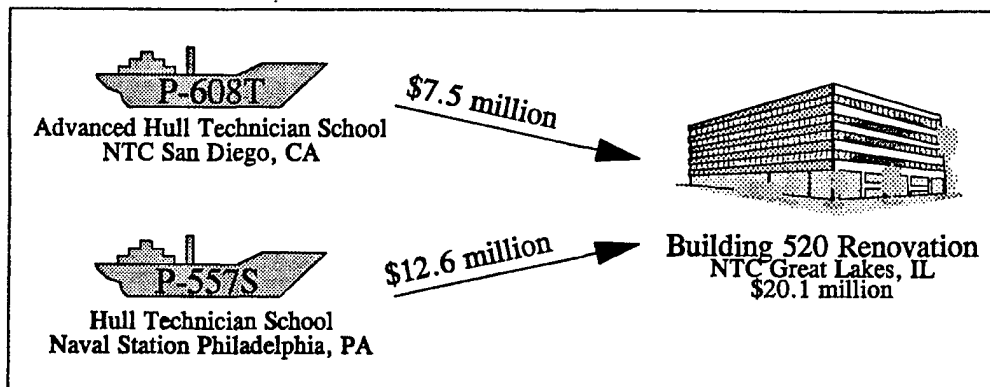 P-608T
Advanced Hull Technician School
NTC San Diego, CA
$7.5 million
P-557S
Hull Technician School
Naval Station Philadelphia, PA
$12.6 million
Building 520 Renovation
NTC Great Lakes, IL
$20.1 million